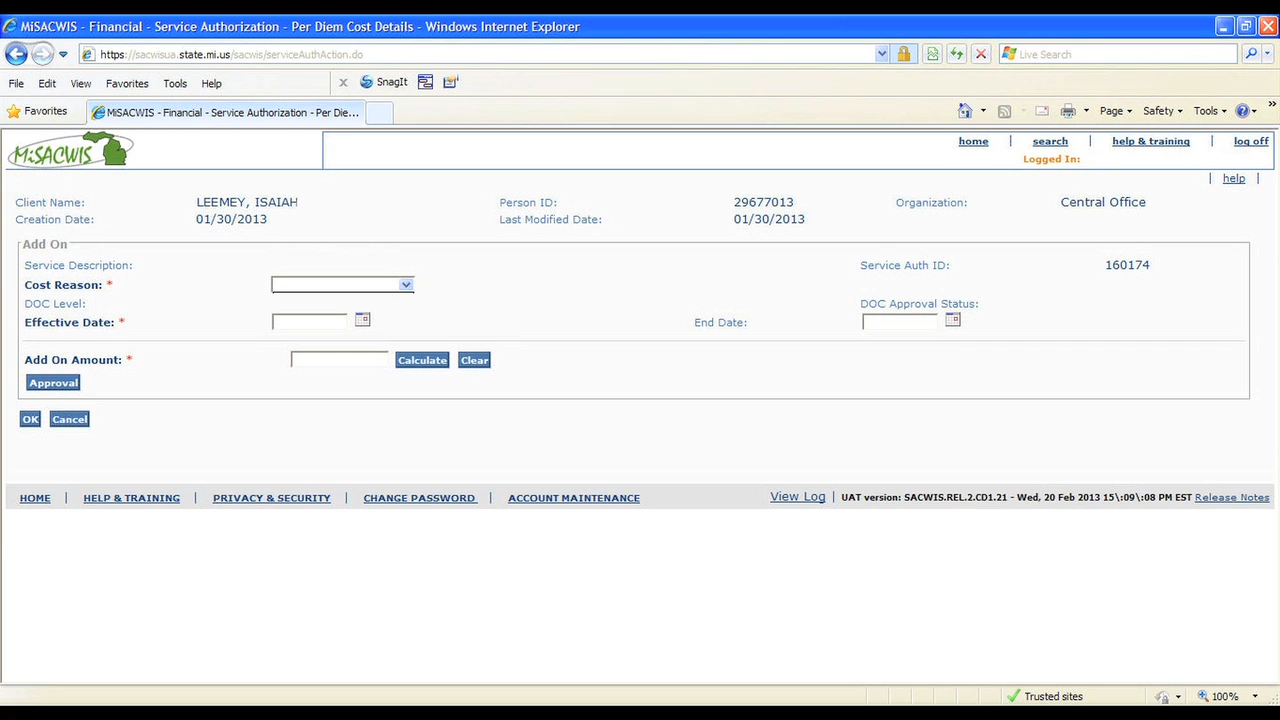 MiSACWIS - Financial - Service Authorization - Per Diem Cost Details - Windows Internet Explorer
https://sacwisua.state.mi.us/sacwis/serviceAuthAction.do
Live Search
File Edit View Favorites Tools Help x SnagIt
Favorites MiSACWIS - Financial - Service Authorization - Per Die... Page Safety Tools »
MiSACWIS
home | search | help & training | log off
Logged In:
| help |
Client Name: LEEMEY, ISAIAH Person ID: 29677013 Organization: Central Office
Creation Date: 01/30/2013 Last Modified Date: 01/30/2013
Add On
Service Description: Service Auth ID: 160174
Cost Reason: *
DOC Level: DOC Approval Status:
Effective Date: * End Date:
Add On Amount: * Calculate Clear
Approval
OK Cancel
HOME | HELP & TRAINING | PRIVACY & SECURITY | CHANGE PASSWORD | ACCOUNT MAINTENANCE View Log | UAT version: SACWIS.REL.2.CD1.21 - Wed, 20 Feb 2013 15\:09\:08 PM EST Release Notes
Trusted sites 100%